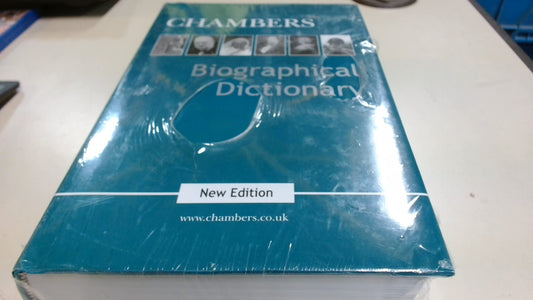 CHAMBERS
Biographical
Dictionary
New Edition
www.chambers.co.uk